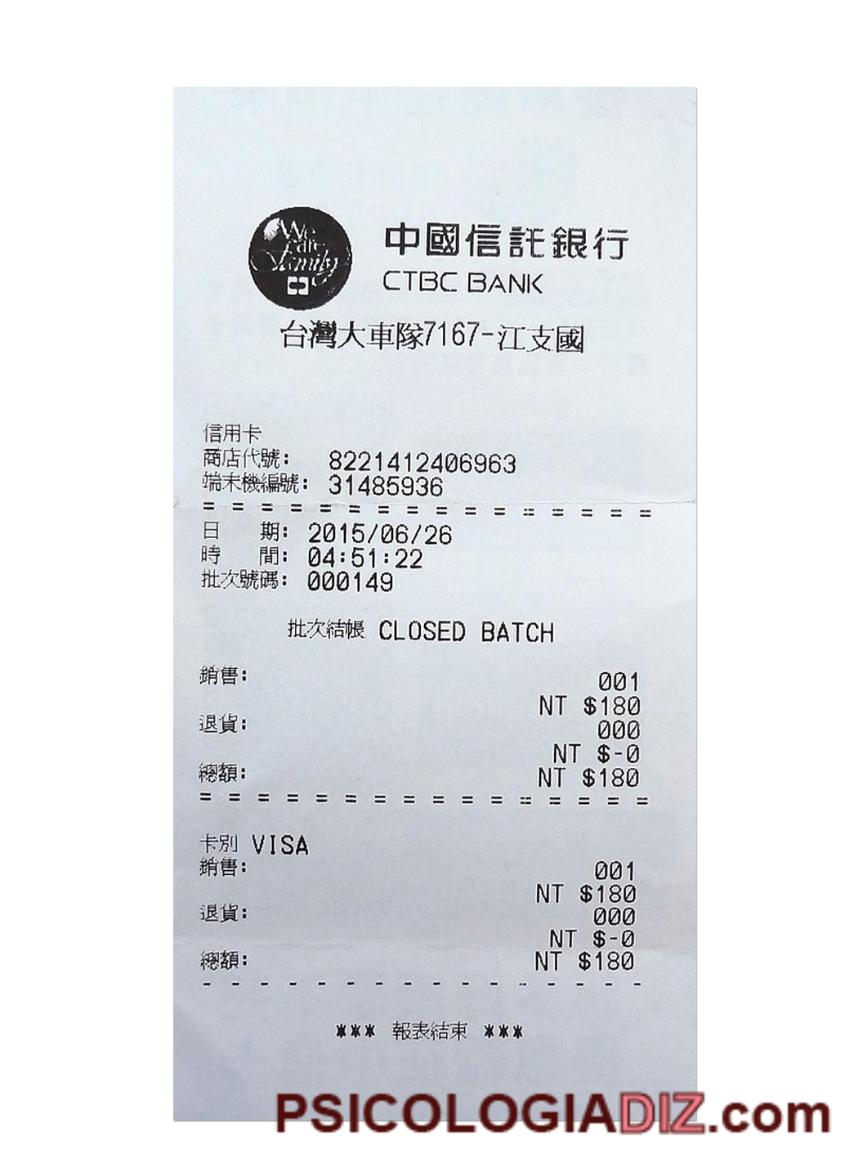 We
are
Family
中國信託銀行
CTBC BANK
台灣大車隊7167-江支國
信用卡
商店代號: 8221412406963
端末機編號: 31485936
= = = = = = = = = = = = = = = =
日 期: 2015/06/26
時 間: 04:51:22
批次號碼: 000149
批次結帳 CLOSED BATCH
銷售: 001
NT $180
退貨: 000
NT $-0
總額: NT $180
= = = = = = = = = = = = = = = =
卡別 VISA
銷售: 001
NT $180
退貨: 000
NT $-0
總額: NT $180
- - - - - - - - - - - - - - - -
*** 報表結束 ***
PSICOLOGIADIZ.com